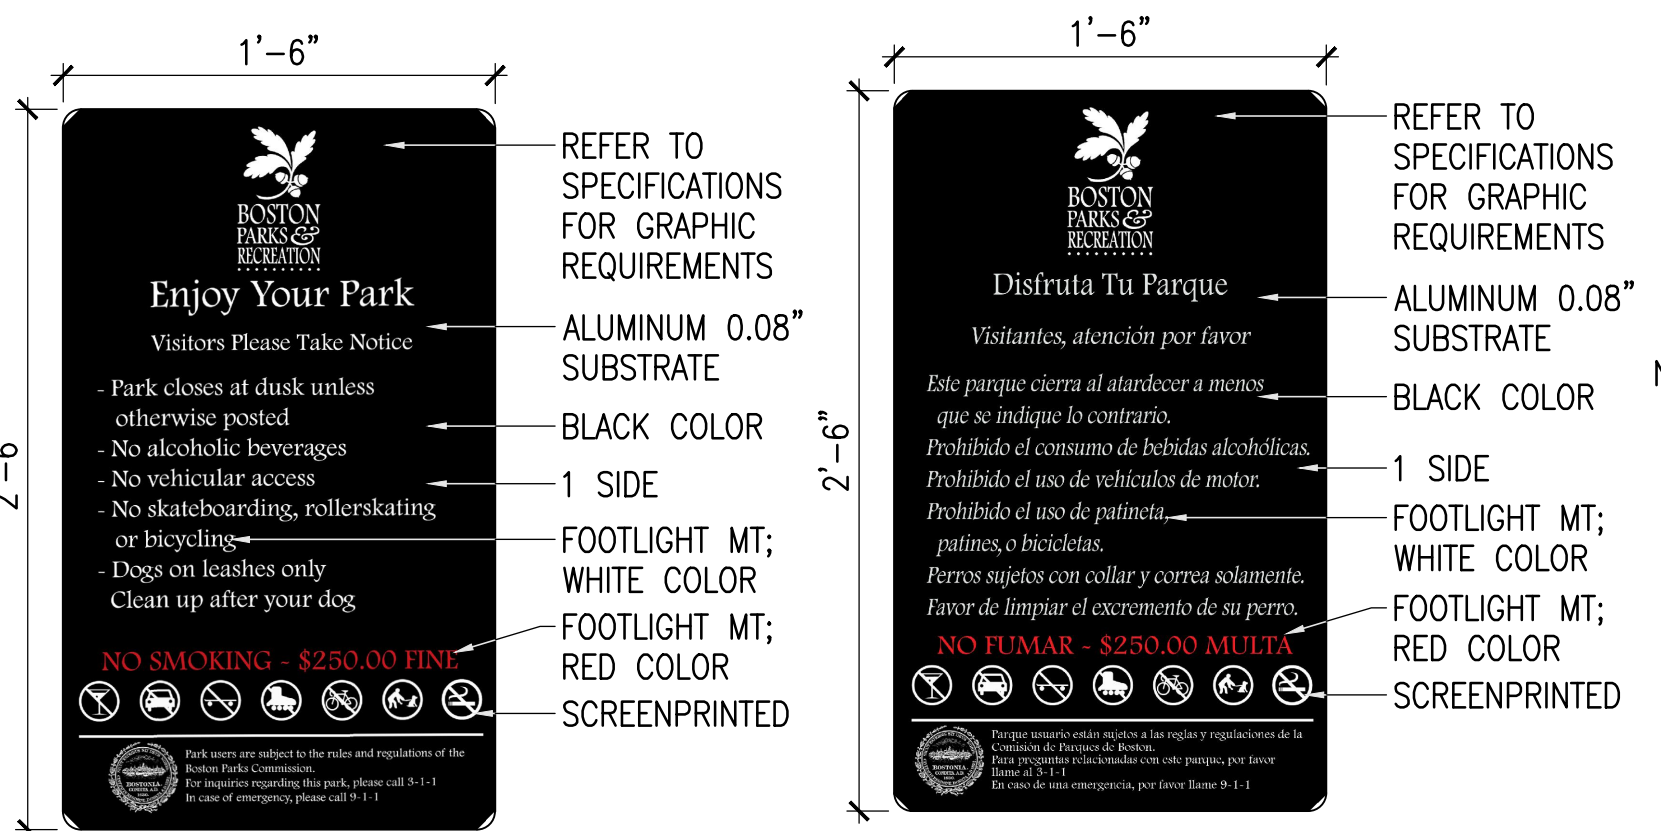 1'-6"
BOSTON
PARKS &
RECREATION
Enjoy Your Park
Visitors Please Take Notice
- Park closes at dusk unless
otherwise posted
- No alcoholic beverages
- No vehicular access
- No skateboarding, rollerskating
or bicycling
- Dogs on leashes only
Clean up after your dog
NO SMOKING - $250.00 FINE
BOSTONIA.
CONDITA A.D.
1630.
Park users are subject to the rules and regulations of the
Boston Parks Commission.
For inquiries regarding this park, please call 3-1-1
In case of emergency, please call 9-1-1
REFER TO
SPECIFICATIONS
FOR GRAPHIC
REQUIREMENTS
ALUMINUM 0.08"
SUBSTRATE
BLACK COLOR
1 SIDE
FOOTLIGHT MT;
WHITE COLOR
FOOTLIGHT MT;
RED COLOR
SCREENPRINTED
1'-6"
2'-6"
BOSTON
PARKS &
RECREATION
Disfruta Tu Parque
Visitantes, atención por favor
Este parque cierra al atardecer a menos
que se indique lo contrario.
Prohibido el consumo de bebidas alcohólicas.
Prohibido el uso de vehículos de motor.
Prohibido el uso de patineta,
patines, o bicicletas.
Perros sujetos con collar y correa solamente.
Favor de limpiar el excremento de su perro.
NO FUMAR - $250.00 MULTA
BOSTONIA.
CONDITA A.D.
1630.
Parque usuario están sujetos a las reglas y regulaciones de la
Comisión de Parques de Boston.
Para preguntas relacionadas con este parque, por favor
llame al 3-1-1
En caso de una emergencia, por favor llame 9-1-1
REFER TO
SPECIFICATIONS
FOR GRAPHIC
REQUIREMENTS
ALUMINUM 0.08"
SUBSTRATE
BLACK COLOR
1 SIDE
FOOTLIGHT MT;
WHITE COLOR
FOOTLIGHT MT;
RED COLOR
SCREENPRINTED